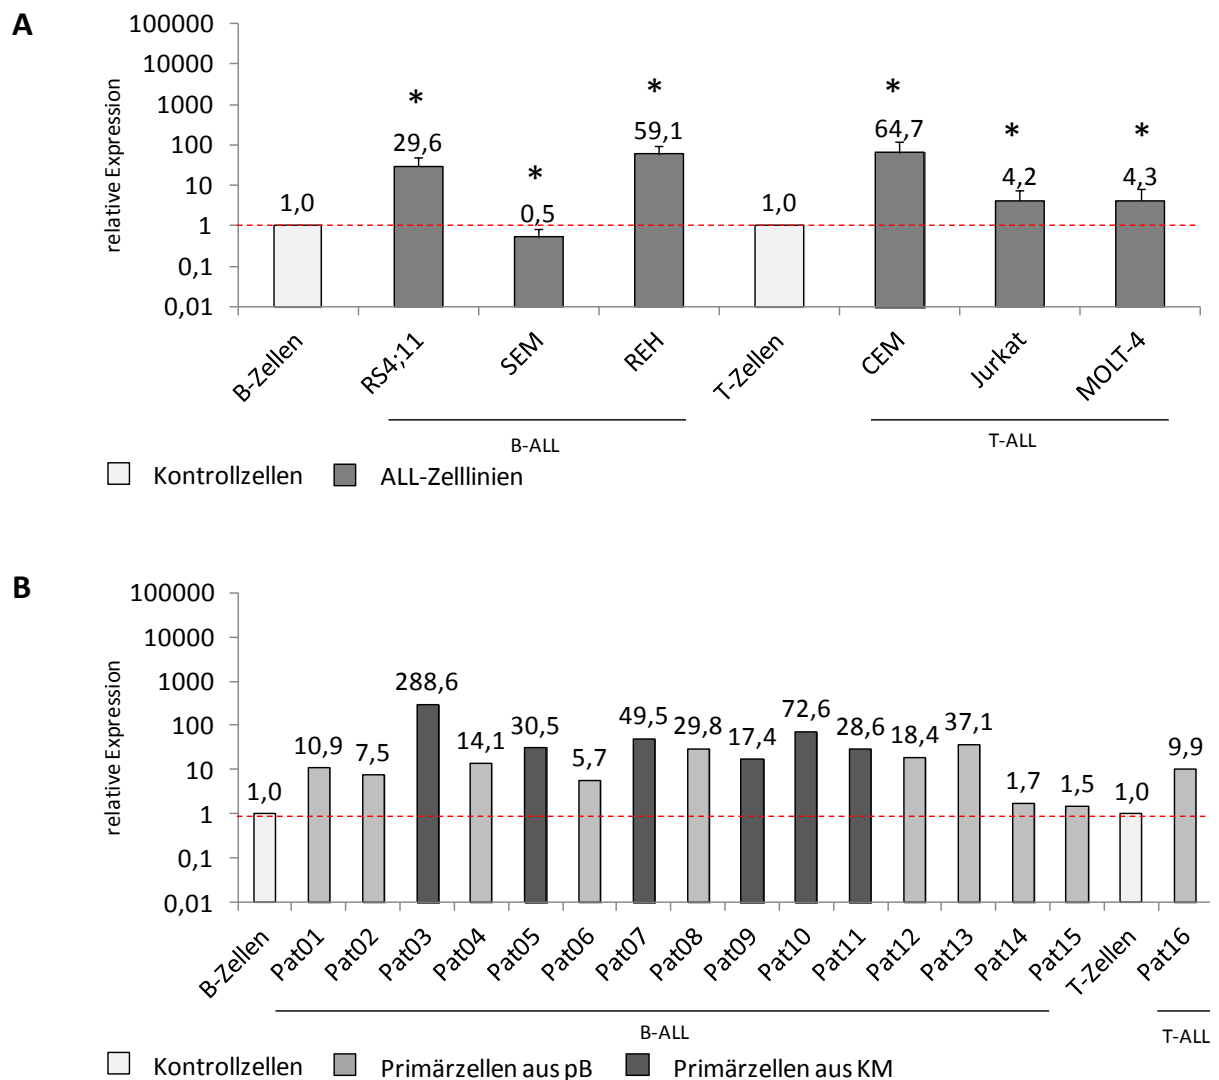 A
relative Expression
100000
10000
1000
100
10
1
0,1
0,01
* * * * * *
1,0 29,6 0,5 59,1 1,0 64,7 4,2 4,3
B-Zellen RS4;11 SEM REH T-Zellen CEM Jurkat MOLT-4
B-ALL T-ALL
Kontrollzellen ALL-Zelllinien
B
relative Expression
100000
10000
1000
100
10
1
0,1
0,01
1,0 10,9 7,5 288,6 14,1 30,5 5,7 49,5 29,8 17,4 72,6 28,6 18,4 37,1 1,7 1,5 1,0 9,9
B-Zellen Pat01 Pat02 Pat03 Pat04 Pat05 Pat06 Pat07 Pat08 Pat09 Pat10 Pat11 Pat12 Pat13 Pat14 Pat15 T-Zellen Pat16
B-ALL T-ALL
Kontrollzellen Primärzellen aus pB Primärzellen aus KM